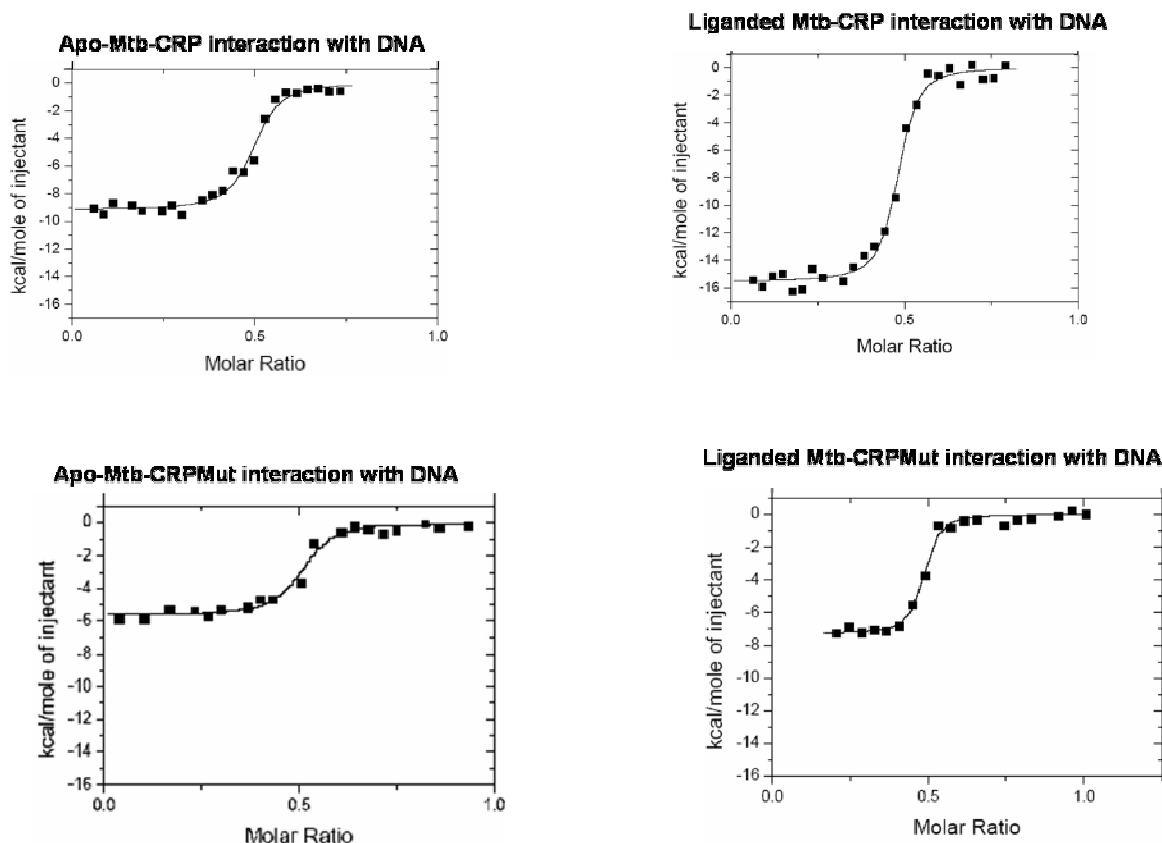 Apo-Mtb-CRP interaction with DNA
0
-2
-4
-6
-8
-10
-12
-14
-16
kcal/mole of injectant
0.0 0.5 1.0
Molar Ratio
Liganded Mtb-CRP interaction with DNA
0
-2
-4
-6
-8
-10
-12
-14
-16
kcal/mole of injectant
0.0 0.5 1.0
Molar Ratio
Apo-Mtb-CRPMut interaction with DNA
0
-2
-4
-6
-8
-10
-12
-14
-16
kcal/mole of injectant
0.0 0.5 1.0
Molar Ratio
Liganded Mtb-CRPMut interaction with DNA
0
-2
-4
-6
-8
-10
-12
-14
-16
kcal/mole of injectant
0.0 0.5 1.0
Molar Ratio